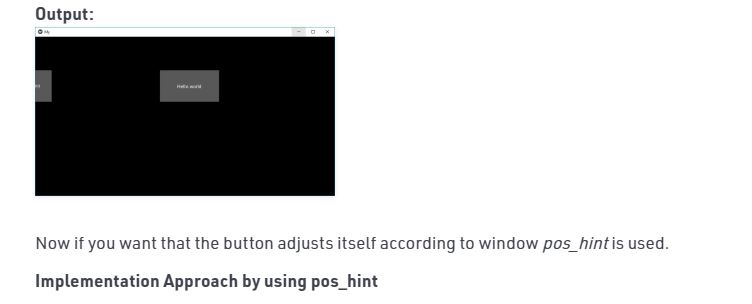 Output:
My
Hello world
Now if you want that the button adjusts itself according to window pos_hint is used.
Implementation Approach by using pos_hint